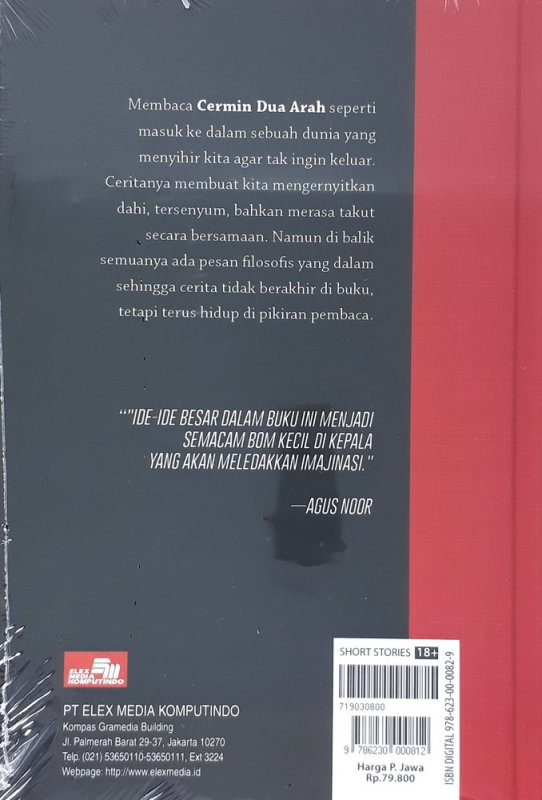 Membaca Cermin Dua Arah seperti
masuk ke dalam sebuah dunia yang
menyihir kita agar tak ingin keluar.
Ceritanya membuat kita mengernyitkan
dahi, tersenyum, bahkan merasa takut
secara bersamaan. Namun di balik
semuanya ada pesan filosofis yang dalam
sehingga cerita tidak berakhir di buku,
tetapi terus hidup di pikiran pembaca.
“"IDE-IDE BESAR DALAM BUKU INI MENJADI
SEMACAM BOM KECIL DI KEPALA
YANG AKAN MELEDAKKAN IMAJINASI."
—AGUS NOOR
ELEX
MEDIA
KOMPUTINDO
PT ELEX MEDIA KOMPUTINDO
Kompas Gramedia Building
Jl. Palmerah Barat 29-37, Jakarta 10270
Telp. (021) 53650110-53650111, Ext 3224
Webpage: http://www.elexmedia.id
SHORT STORIES 18+
719030800
9 786230 000812
Harga P. Jawa
Rp.79.800
ISBN DIGITAL 978-623-00-0082-9